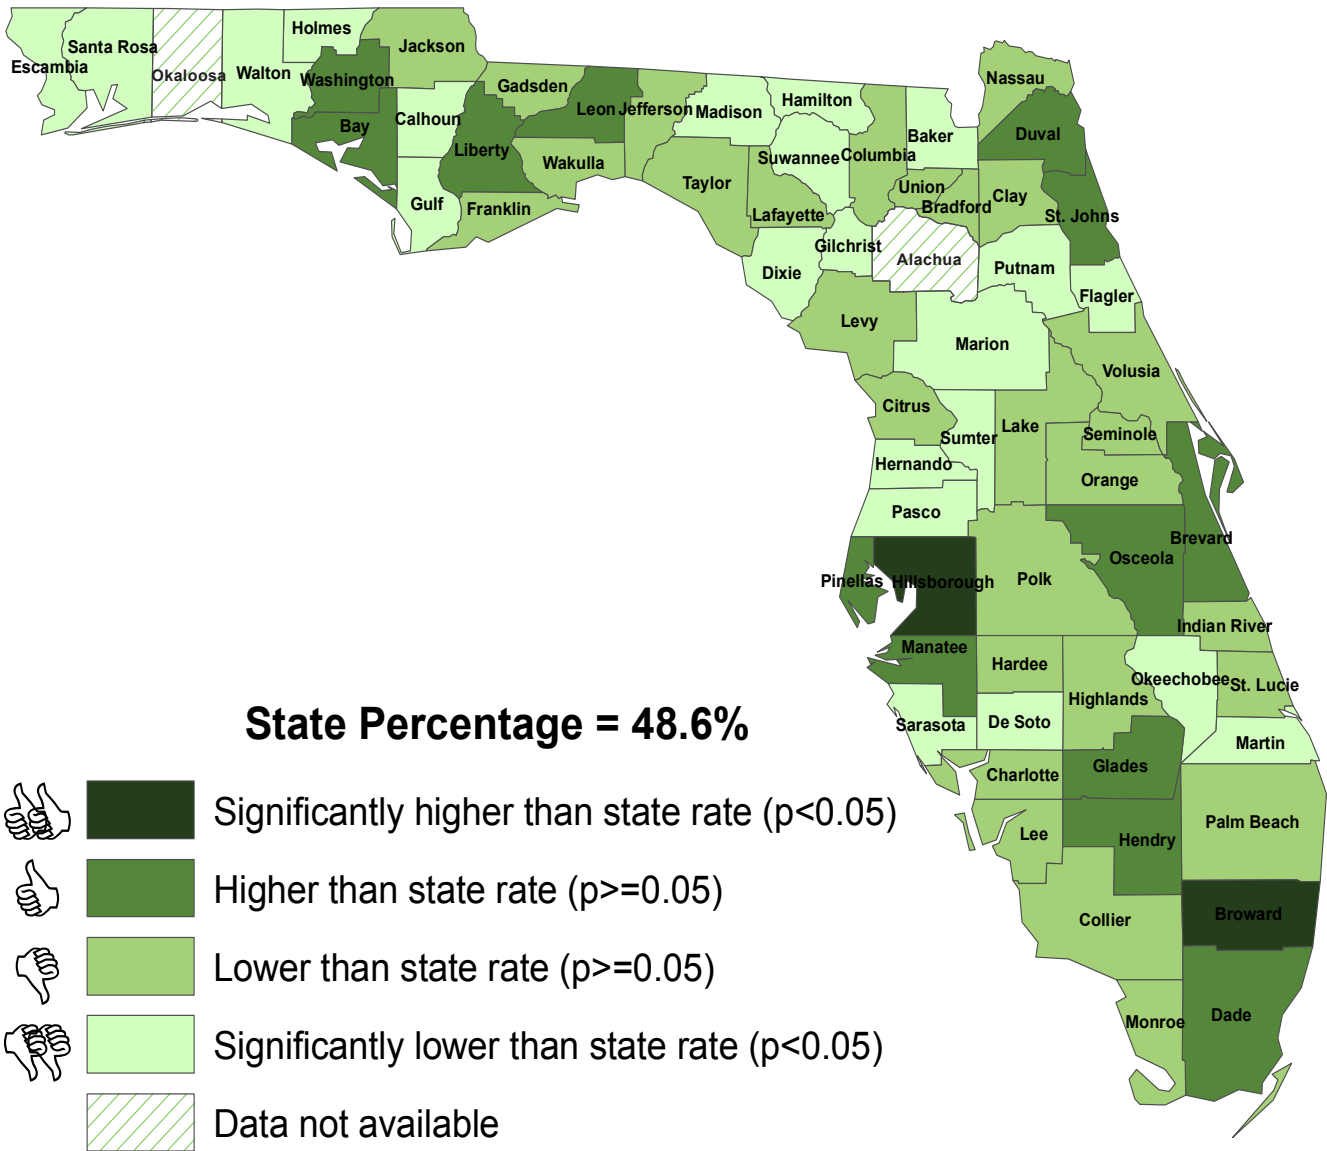 Holmes
Jackson
Santa Rosa
Escambia
Okaloosa
Walton
Washington
Nassau
Gadsden
Leon
Jefferson
Madison
Hamilton
Calhoun
Bay
Baker
Duval
Liberty
Wakulla
Suwannee
Columbia
Taylor
Union
Clay
Bradford
Gulf
Franklin
Lafayette
St. Johns
Gilchrist
Alachua
Dixie
Putnam
Flagler
Levy
Marion
Volusia
Citrus
Lake
Seminole
Sumter
Hernando
Orange
Pasco
Brevard
Osceola
Pinellas
Hillsborough
Polk
Indian River
Manatee
Hardee
Okeechobee
St. Lucie
Highlands
Sarasota
De Soto
Martin
Glades
Charlotte
Palm Beach
Lee
Hendry
Broward
Collier
Dade
Monroe
State Percentage = 48.6%
Significantly higher than state rate (p<0.05)
Higher than state rate (p>=0.05)
Lower than state rate (p>=0.05)
Significantly lower than state rate (p<0.05)
Data not available